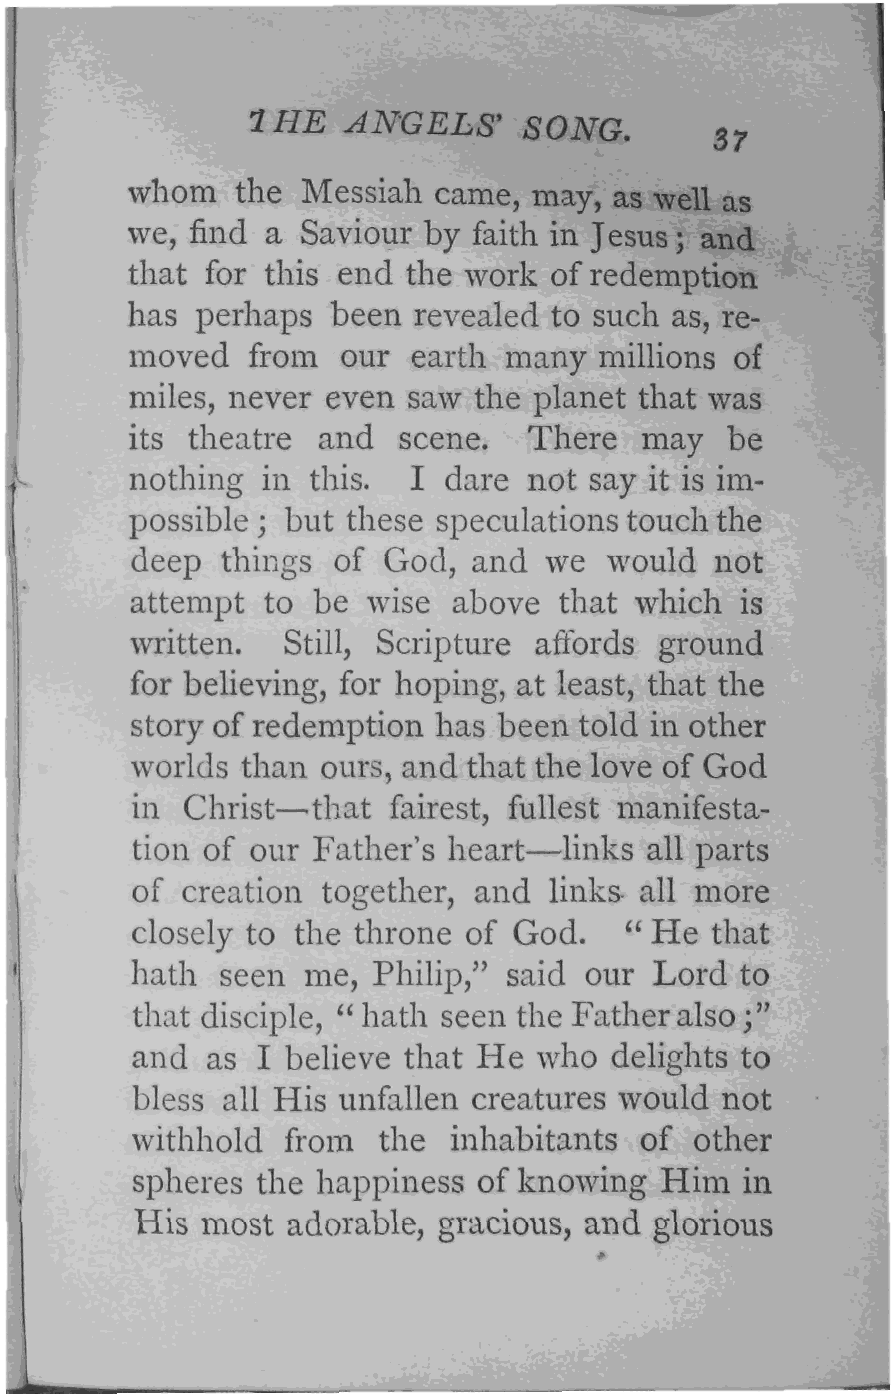 THE ANGELS' SONG. 37
whom the Messiah came, may, as well as
we, find a Saviour by faith in Jesus; and
that for this end the work of redemption
has perhaps been revealed to such as, re-
moved from our earth many millions of
miles, never even saw the planet that was
its theatre and scene. There may be
nothing in this. I dare not say it is im-
possible; but these speculations touch the
deep things of God, and we would not
attempt to be wise above that which is
written. Still, Scripture affords ground
for believing, for hoping, at least, that the
story of redemption has been told in other
worlds than ours, and that the love of God
in Christ—that fairest, fullest manifesta-
tion of our Father's heart—links all parts
of creation together, and links all more
closely to the throne of God. "He that
hath seen me, Philip," said our Lord to
that disciple, "hath seen the Father also;"
and as I believe that He who delights to
bless all His unfallen creatures would not
withhold from the inhabitants of other
spheres the happiness of knowing Him in
His most adorable, gracious, and glorious